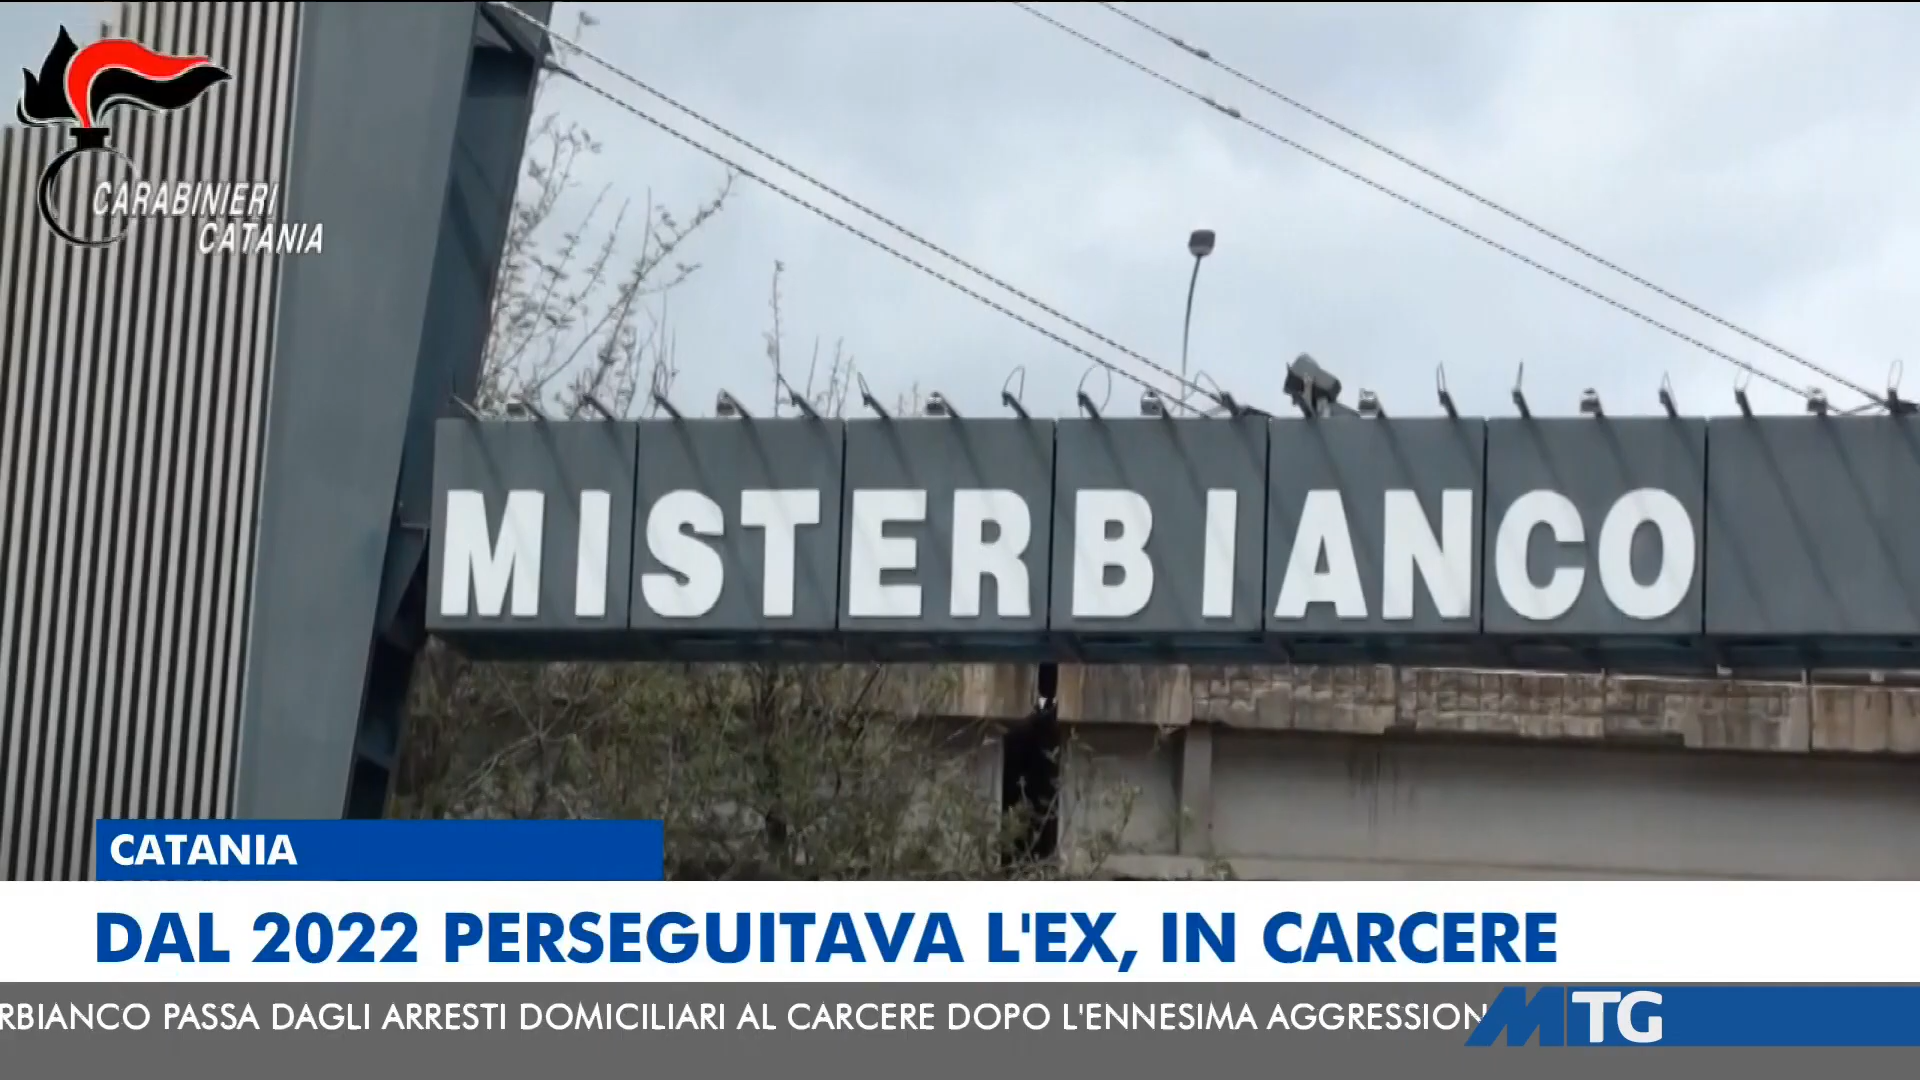 CARABINIERI
CATANIA
MISTERBIANCO
CATANIA
DAL 2022 PERSEGUITAVA L'EX, IN CARCERE
RBIANCO PASSA DAGLI ARRESTI DOMICILIARI AL CARCERE DOPO L'ENNESIMA AGGRESSION
MTG